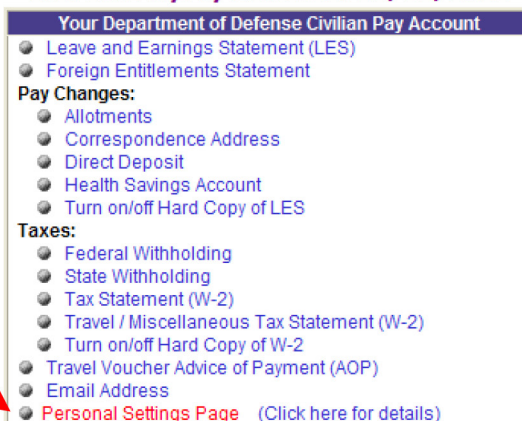 Your Department of Defense Civilian Pay Account
Leave and Earnings Statement (LES)
Foreign Entitlements Statement
Pay Changes:
Allotments
Correspondence Address
Direct Deposit
Health Savings Account
Turn on/off Hard Copy of LES
Taxes:
Federal Withholding
State Withholding
Tax Statement (W-2)
Travel / Miscellaneous Tax Statement (W-2)
Turn on/off Hard Copy of W-2
Travel Voucher Advice of Payment (AOP)
Email Address
Personal Settings Page (Click here for details)